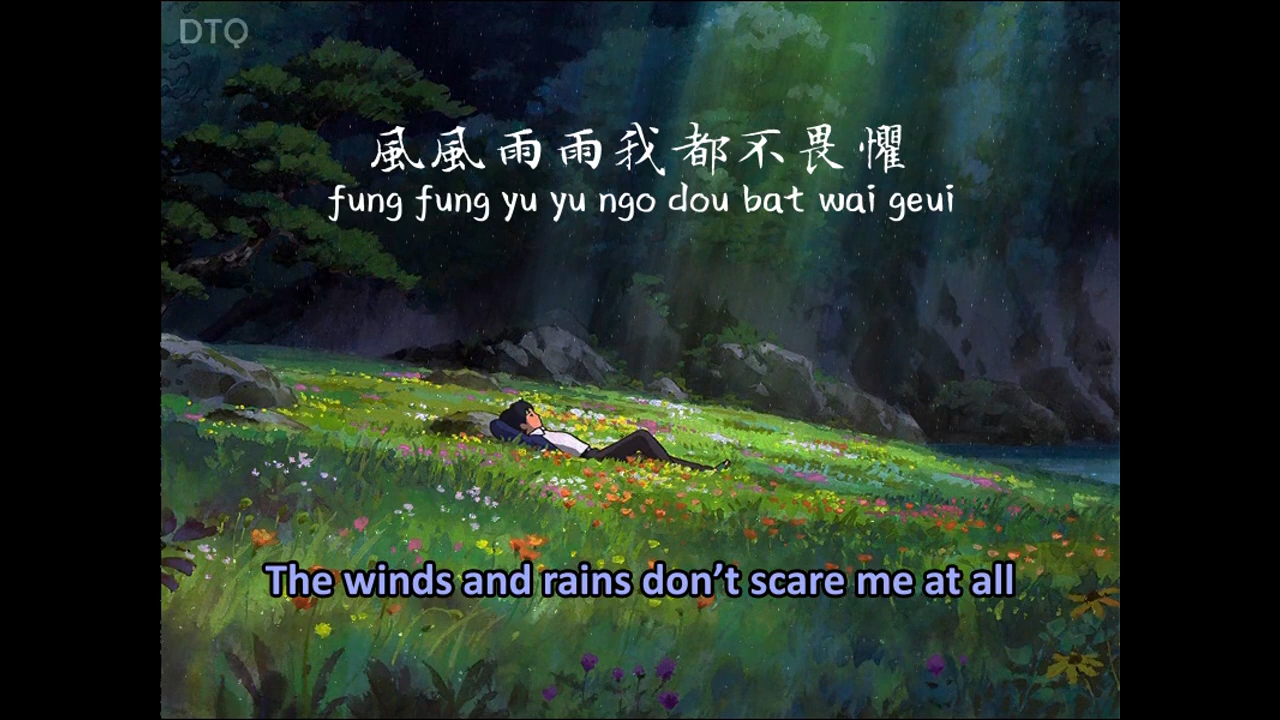 DTQ
風風雨雨我都不畏懼
fung fung yu yu ngo dou bat wai geui
The winds and rains don't scare me at all